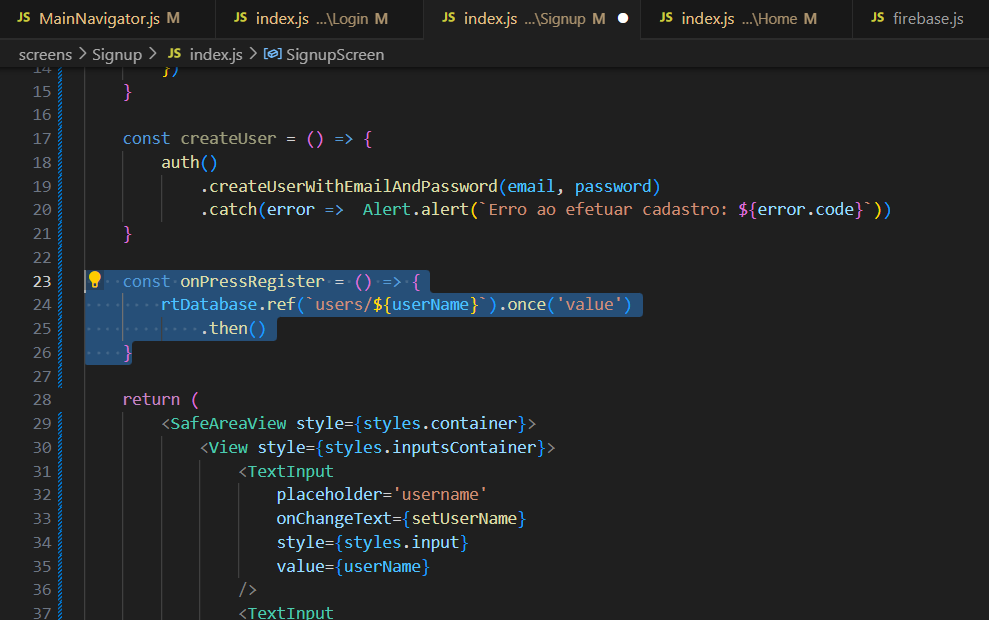 JS MainNavigator.js M JS index.js ...\Login M JS index.js ...\Signup M JS index.js ...\Home M JS firebase.js
screens > Signup > JS index.js > SignupScreen
14 })
15 }
16
17 const createUser = () => {
18 auth()
19 .createUserWithEmailAndPassword(email, password)
20 .catch(error => Alert.alert(`Erro ao efetuar cadastro: ${error.code}`))
21 }
22
23 const onPressRegister = () => {
24 rtDatabase.ref(`users/${userName}`).once('value')
25 .then()
26 }
27
28 return (
29 <SafeAreaView style={styles.container}>
30 <View style={styles.inputsContainer}>
31 <TextInput
32 placeholder='username'
33 onChangeText={setUserName}
34 style={styles.input}
35 value={userName}
36 />
37 <TextInput